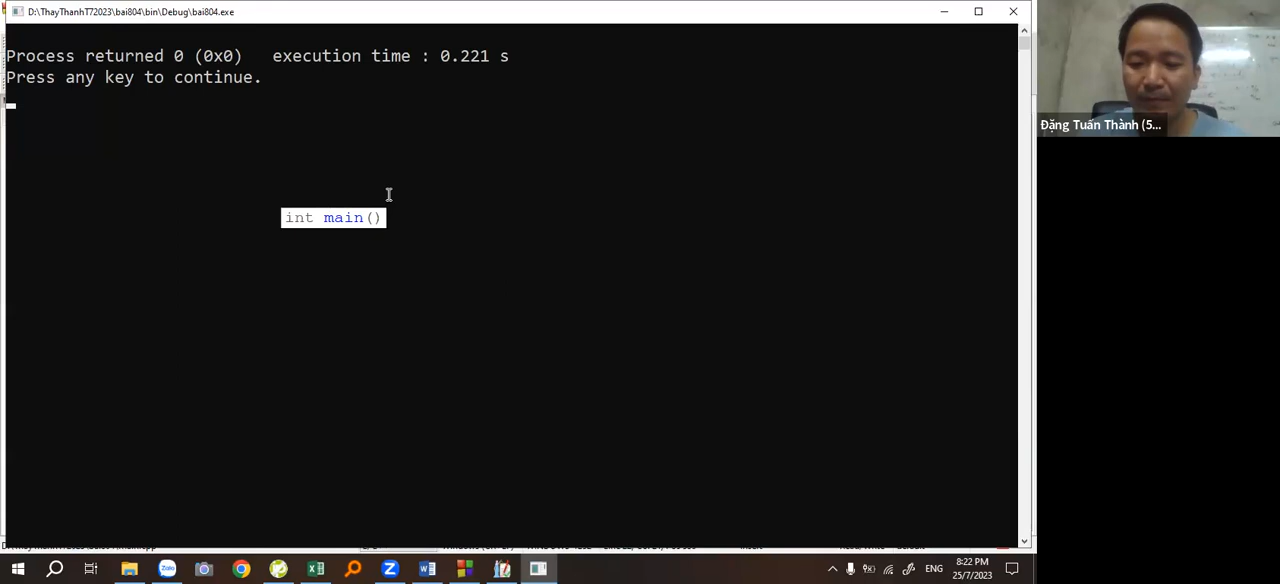 D:\ThayThanhT72023\bai804\bin\Debug\bai804.exe
Process returned 0 (0x0)   execution time : 0.221 s
Press any key to continue.
int main()
Đặng Tuấn Thành (5...
Zalo
ENG
8:22 PM
25/7/2023